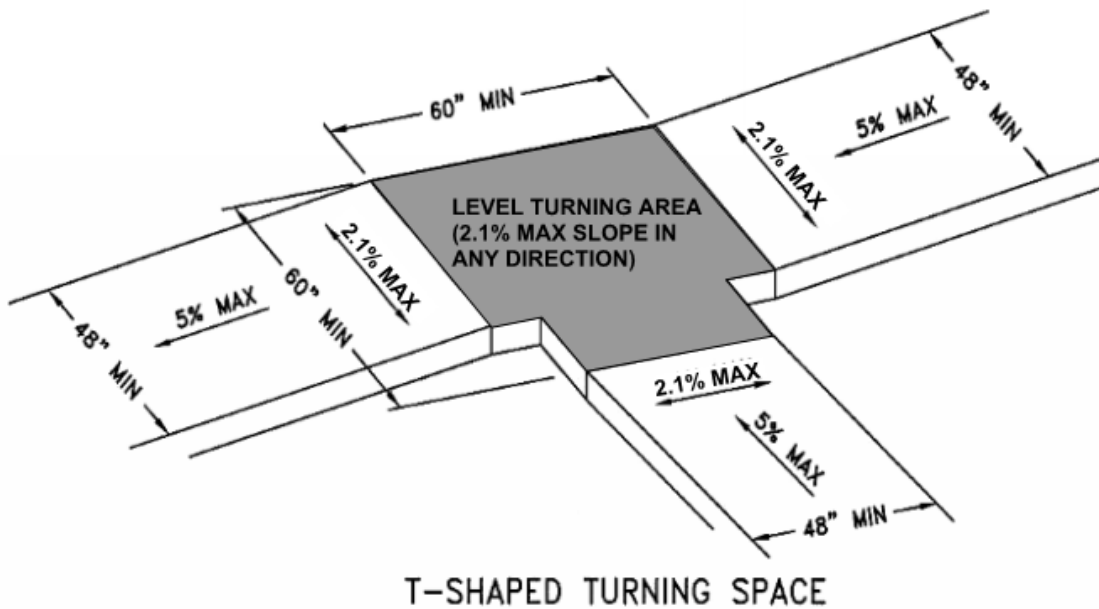 60” MIN
48” MIN
5% MAX
2.1% MAX
LEVEL TURNING AREA
(2.1% MAX SLOPE IN
ANY DIRECTION)
2.1% MAX
60” MIN
5% MAX
48” MIN
2.1% MAX
5% MAX
48” MIN
T-SHAPED TURNING SPACE